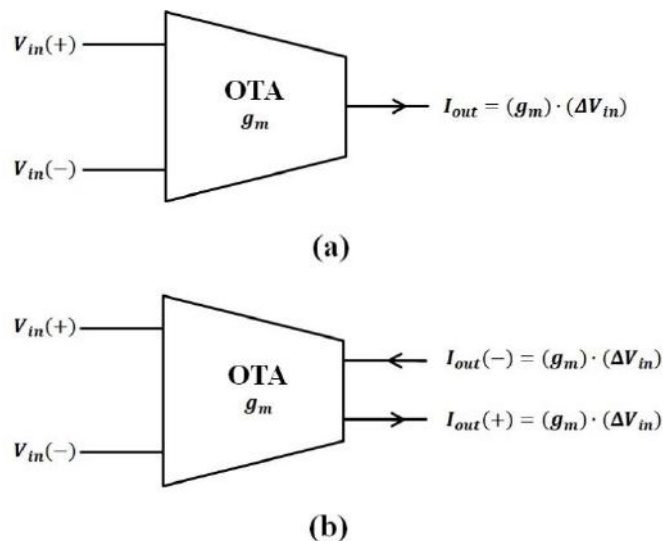 V_in(+)
OTA
g_m
I_out = (g_m) · (ΔV_in)
V_in(−)
(a)
V_in(+)
I_out(−) = (g_m) · (ΔV_in)
OTA
g_m
I_out(+) = (g_m) · (ΔV_in)
V_in(−)
(b)